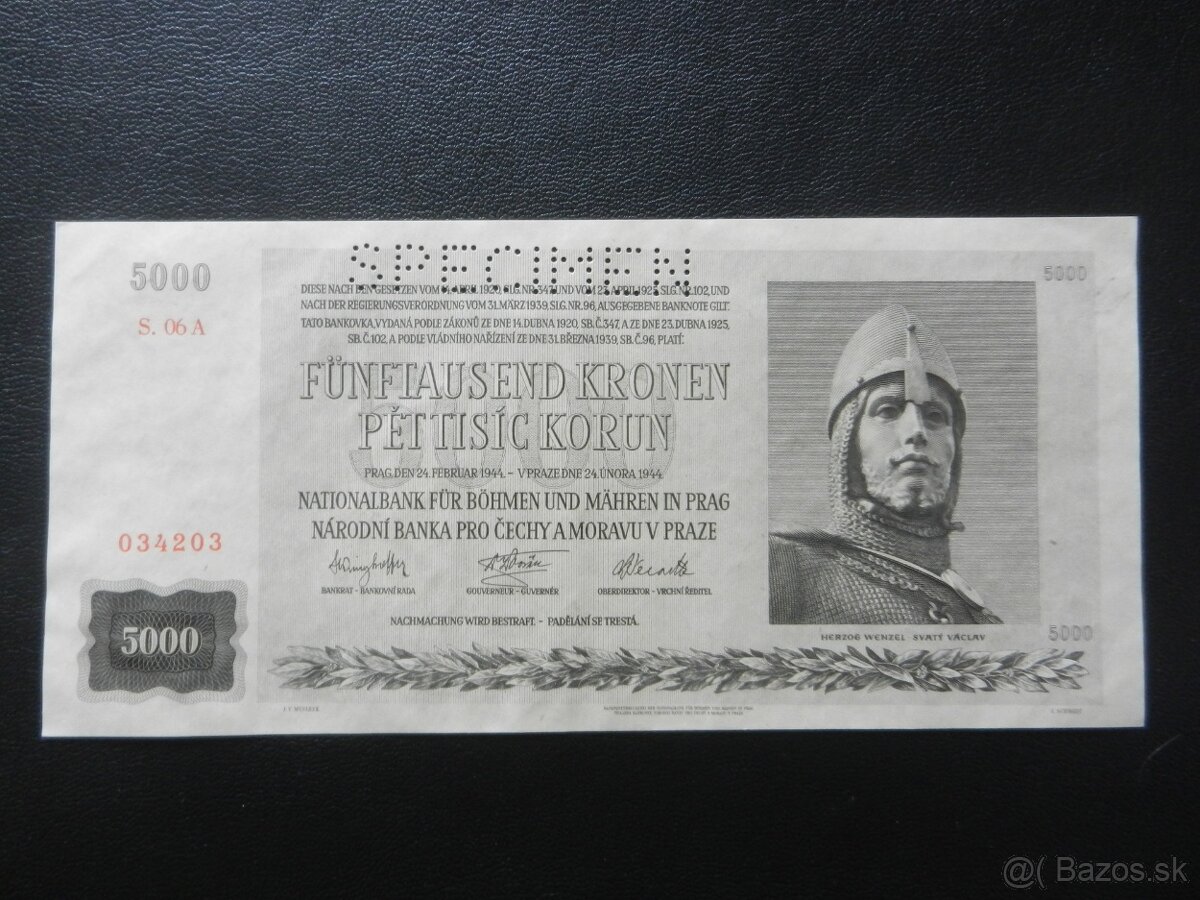 SPECIMEN
5000
5000
S. 06 A
DIESE NACH DEN GESETZEN VOM 14. APRIL 1920, SLG. NR. 347 UND VOM 23. APRIL 1925, SLG. NR. 102, UND
NACH DER REGIERUNGSVERORDNUNG VOM 31. MÄRZ 1939, SLG. NR. 96, AUSGEGEBENE BANKNOTE GILT.
TATO BANKOVKA, VYDANÁ PODLE ZÁKONŮ ZE DNE 14. DUBNA 1920, SB. Č. 347, A ZE DNE 23. DUBNA 1925,
SB. Č. 102, A PODLE VLÁDNÍHO NAŘÍZENÍ ZE DNE 31. BŘEZNA 1939, SB. Č. 96, PLATÍ:
FÜNFTAUSEND KRONEN
PĚT TISÍC KORUN
PRAG, DEN 24. FEBRUAR 1944. – V PRAZE DNE 24. ÚNORA 1944
NATIONALBANK FÜR BÖHMEN UND MÄHREN IN PRAG
NÁRODNÍ BANKA PRO ČECHY A MORAVU V PRAZE
034203
BANKRAT - BANKOVNÍ RADA
GOUVERNEUR - GUVERNÉR
OBERDIREKTOR - VRCHNÍ ŘEDITEL
NACHMACHUNG WIRD BESTRAFT. - PADĚLÁNÍ SE TRESTÁ.
5000
HERZOG WENZEL SVATÝ VÁCLAV
5000
@( Bazos.sk